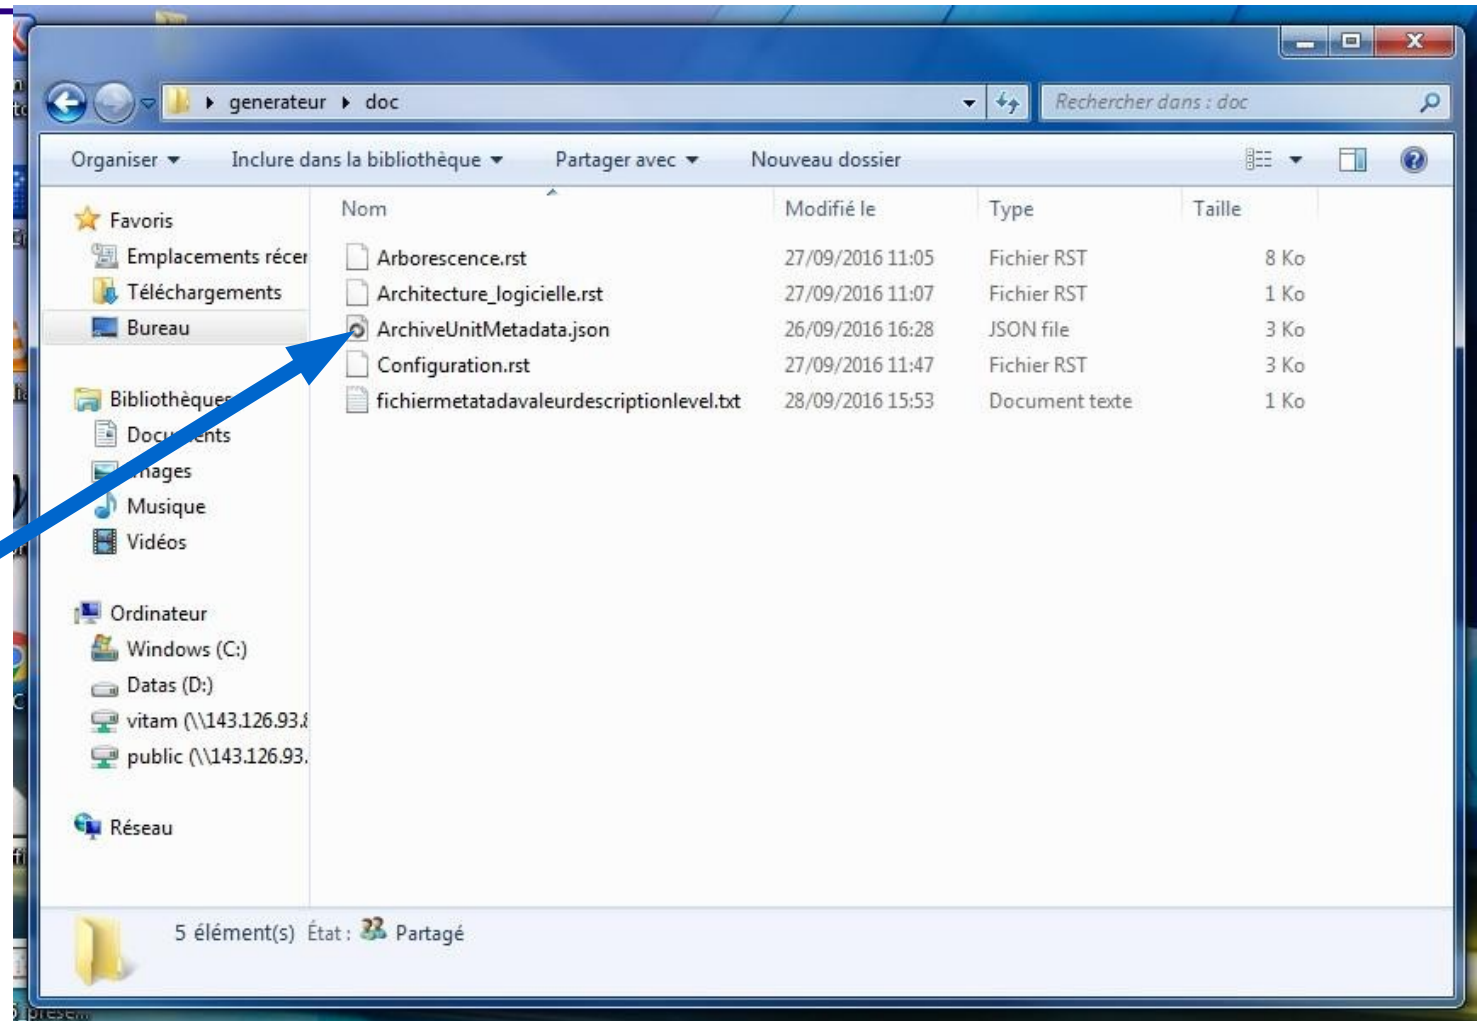 generateur doc
Rechercher dans : doc
Organiser Inclure dans la bibliothèque Partager avec Nouveau dossier
Nom Modifié le Type Taille
Favoris
Emplacements récer
Téléchargements
Bureau
Bibliothèques
Documents
Images
Musique
Vidéos
Ordinateur
Windows (C:)
Datas (D:)
vitam (\\143.126.93.8
public (\\143.126.93.
Réseau
Arborescence.rst 27/09/2016 11:05 Fichier RST 8 Ko
Architecture_logicielle.rst 27/09/2016 11:07 Fichier RST 1 Ko
ArchiveUnitMetadata.json 26/09/2016 16:28 JSON file 3 Ko
Configuration.rst 27/09/2016 11:47 Fichier RST 3 Ko
fichiermetatadavaleurdescriptionlevel.txt 28/09/2016 15:53 Document texte 1 Ko
5 élément(s) État : Partagé